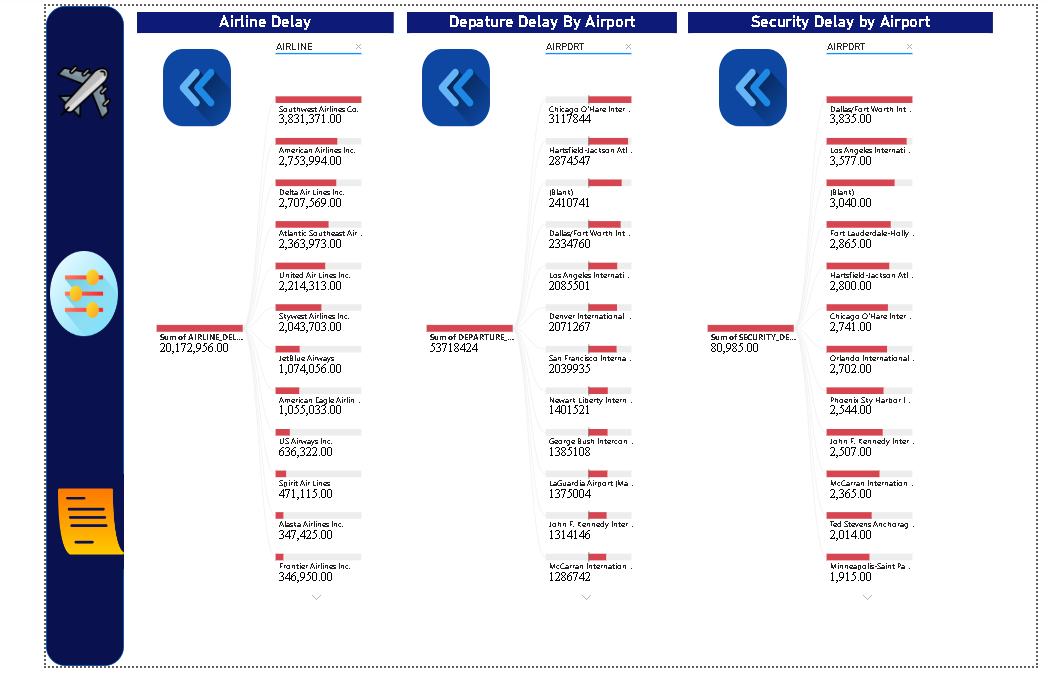 Airline Delay
AIRLINE
Southwest Airlines Co.
3,831,371.00
American Airlines Inc.
2,753,994.00
Delta Air Lines Inc.
2,707,569.00
Atlantic Southeast Air...
2,363,973.00
United Air Lines Inc.
2,214,313.00
Skywest Airlines Inc.
2,043,703.00
Sum of AIRLINE_DEL...
20,172,956.00
JetBlue Airways
1,074,056.00
American Eagle Airlin...
1,055,033.00
US Airways Inc.
636,322.00
Spirit Air Lines
471,115.00
Alaska Airlines Inc.
347,425.00
Frontier Airlines Inc.
346,950.00
Depature Delay By Airport
AIRPORT
Chicago O'Hare Inter...
3117844
Hartsfield-Jackson Atl...
2874547
(Blank)
2410741
Dallas/Fort Worth Int...
2334760
Los Angeles Internati...
2085501
Denver International...
2071267
Sum of DEPARTURE_...
53718424
San Francisco Interna...
2039935
Newark Liberty Intern...
1401521
George Bush Intercon...
1385108
LaGuardia Airport (Ma...
1375004
John F. Kennedy Inter...
1314146
McCarran Internation...
1286742
Security Delay by Airport
AIRPORT
Dallas/Fort Worth Int...
3,835.00
Los Angeles Internati...
3,577.00
(Blank)
3,040.00
Fort Lauderdale-Holly...
2,865.00
Hartsfield-Jackson Atl...
2,800.00
Chicago O'Hare Inter...
2,741.00
Sum of SECURITY_DE...
80,985.00
Orlando International...
2,702.00
Phoenix Sky Harbor I...
2,544.00
John F. Kennedy Inter...
2,507.00
McCarran Internation...
2,365.00
Ted Stevens Anchorag...
2,014.00
Minneapolis-Saint Pa...
1,915.00